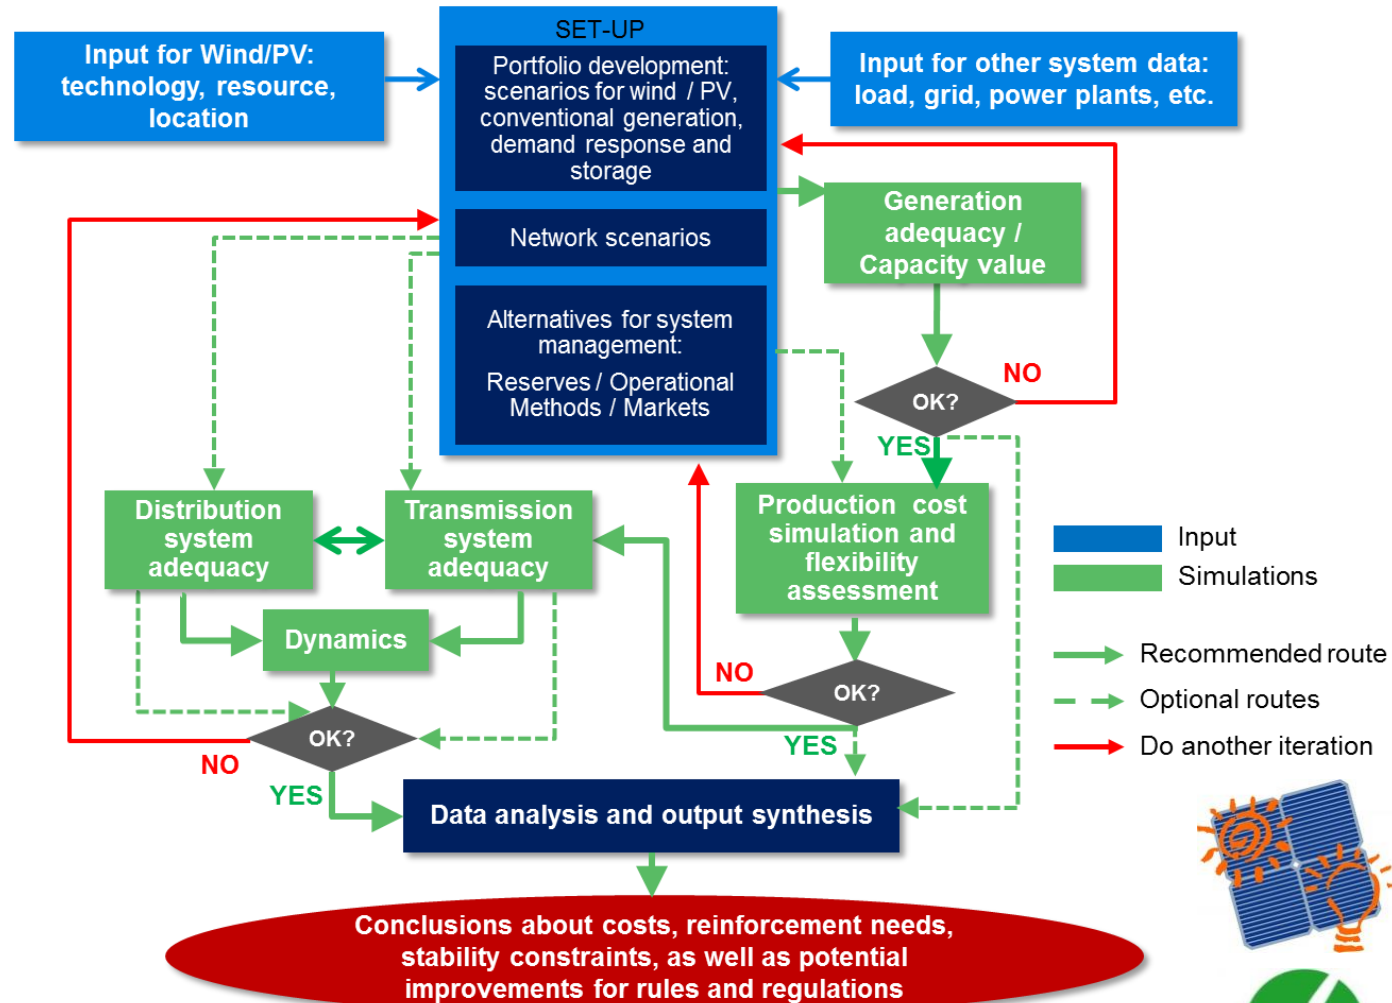 SET-UP
Input for Wind/PV:
technology, resource,
location
Portfolio development:
scenarios for wind / PV,
conventional generation,
demand response and
storage
Input for other system data:
load, grid, power plants, etc.
Network scenarios
Generation
adequacy /
Capacity value
Alternatives for system
management:
Reserves / Operational
Methods / Markets
OK?
NO
YES
Distribution
system
adequacy
Transmission
system
adequacy
Production cost
simulation and
flexibility
assessment
Input
Simulations
Dynamics
Recommended route
Optional routes
Do another iteration
OK?
NO
YES
OK?
NO
YES
Data analysis and output synthesis
Conclusions about costs, reinforcement needs,
stability constraints, as well as potential
improvements for rules and regulations